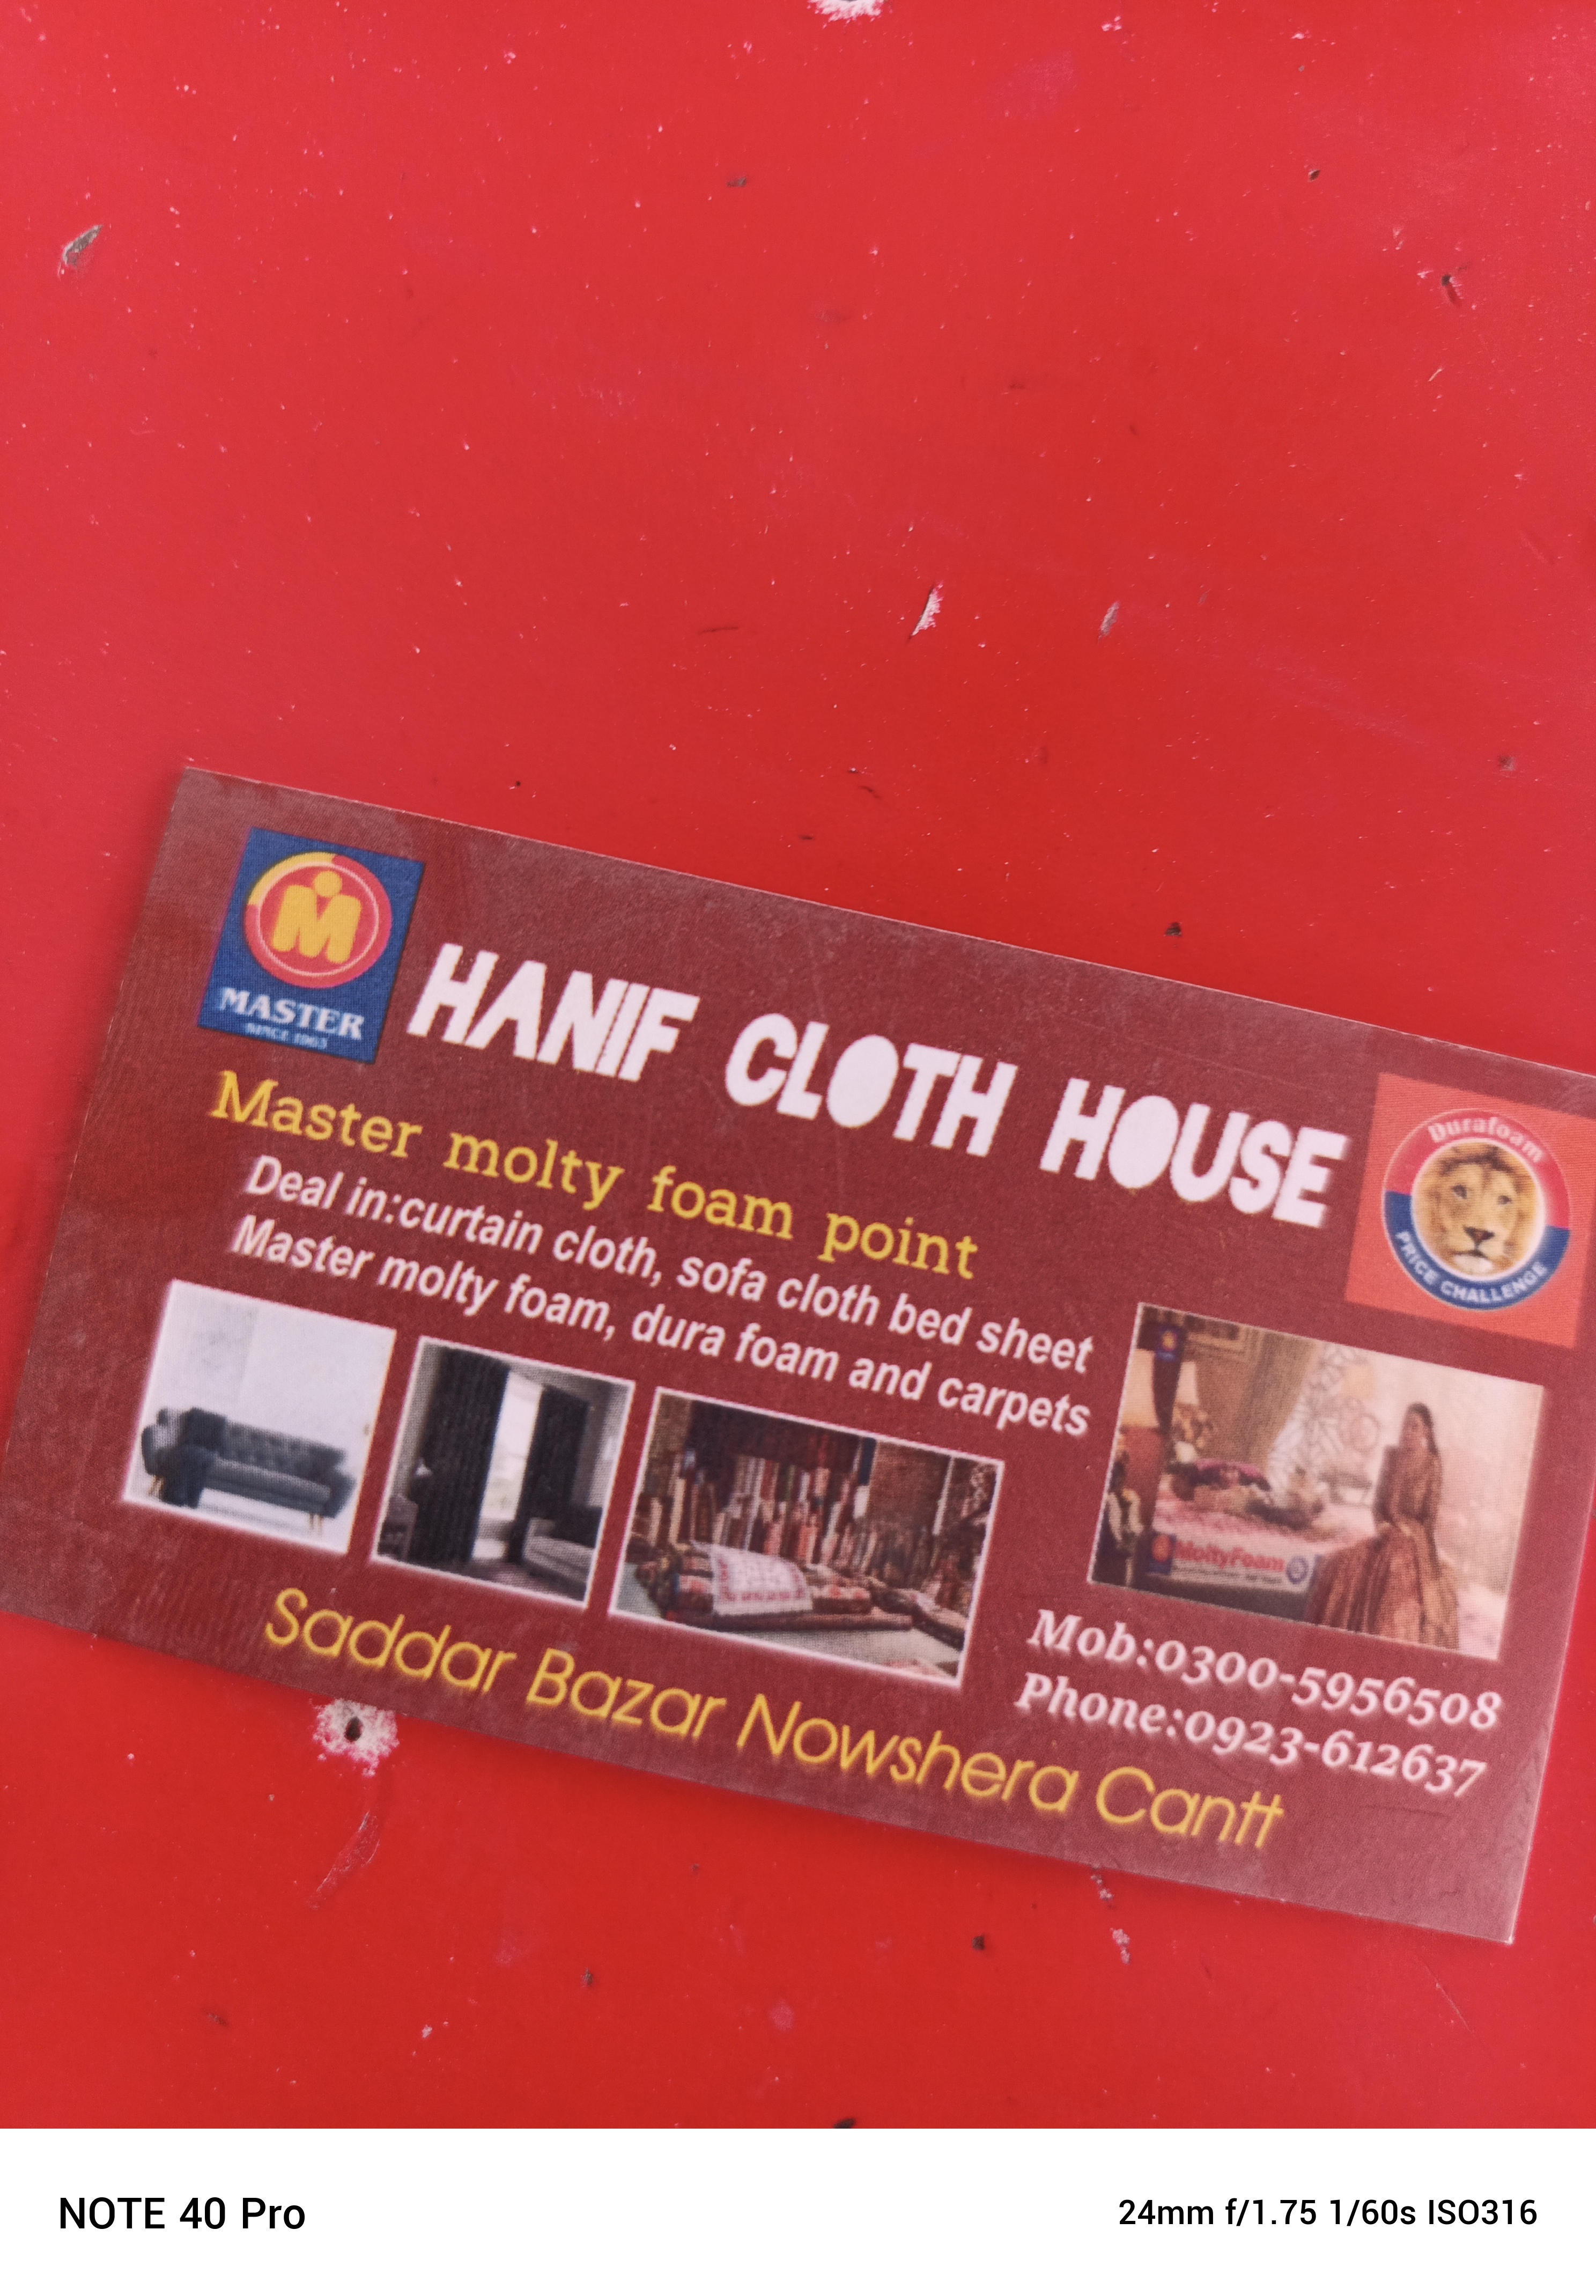 MASTER
SINCE 1963
HANIF CLOTH HOUSE
Durafoam
PRICE CHALLENGE
Master molty foam point
Deal in:curtain cloth, sofa cloth bed sheet
Master molty foam, dura foam and carpets
MoltyFoam
Mob:0300-5956508
Phone:0923-612637
Saddar Bazar Nowshera Cantt
NOTE 40 Pro
24mm f/1.75 1/60s ISO316